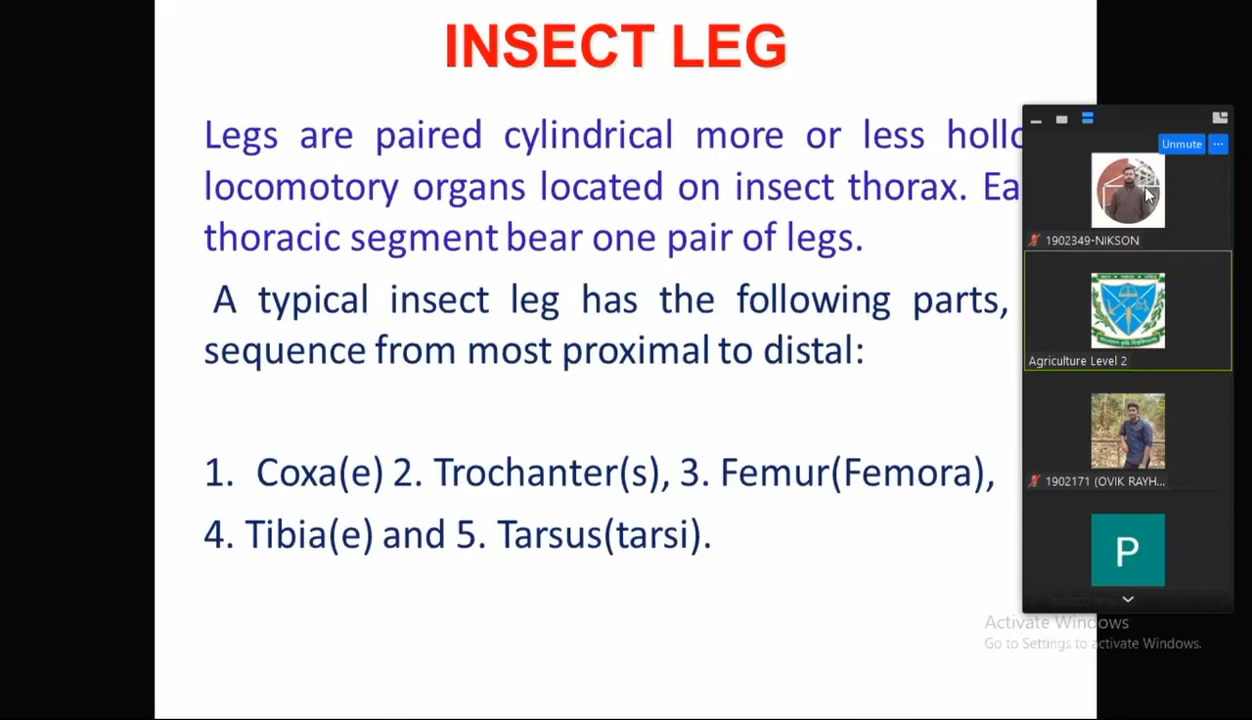 INSECT LEG
Legs are paired cylindrical more or less
locomotory organs located on insect thorax.
thoracic segment bear one pair of legs.
A typical insect leg has the following parts,
sequence from most proximal to distal:
1. Coxa(e) 2. Trochanter(s), 3. Femur(Femora),
4. Tibia(e) and 5. Tarsus(tarsi).
Unmute ...
1902349-NIKSON
Agriculture Level 2
1902171 (OVIK RAYH...
P
Activate Windows
Go to Settings to activate Windows.